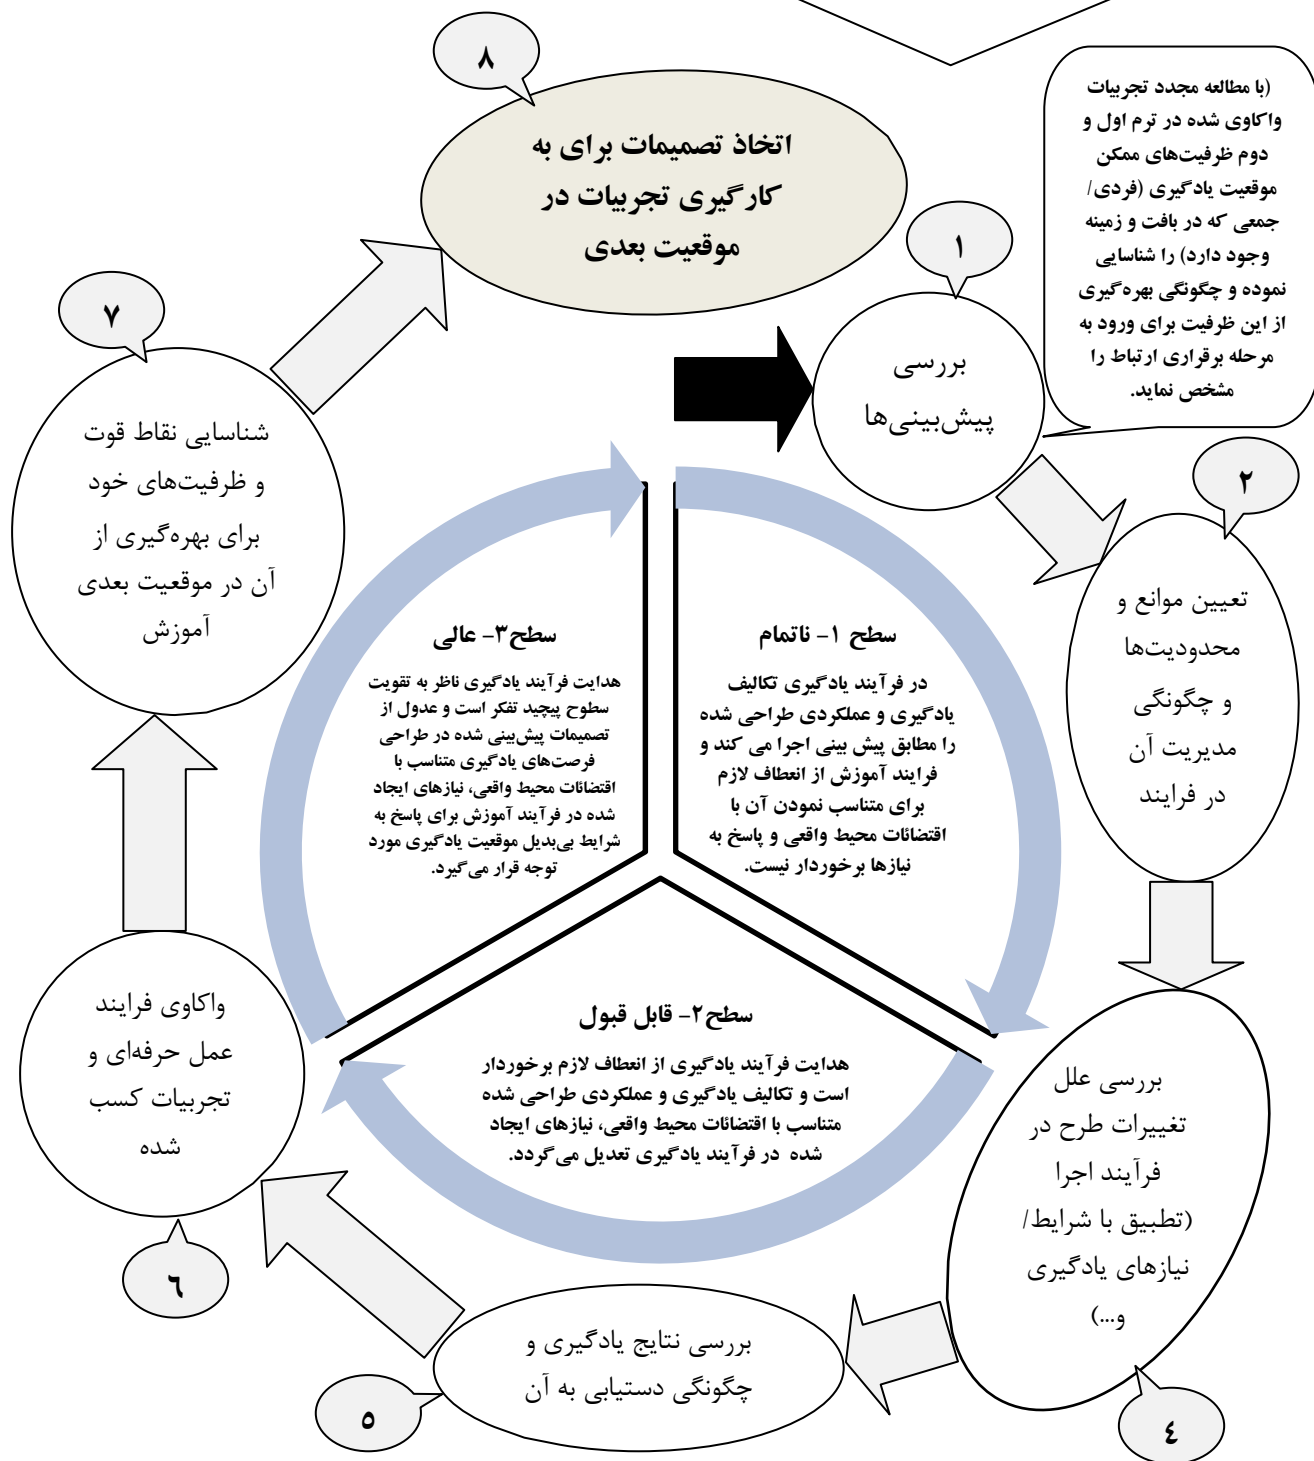 ۸
اتخاذ تصمیمات برای به
کارگیری تجربیات در
موقعیت بعدی
(با مطالعه مجدد تجربیات
واکاوی شده در ترم اول و
دوم ظرفیت‌های ممکن
موقعیت یادگیری (فردی/
جمعی که در بافت و زمینه
وجود دارد) را شناسایی
نموده و چگونگی بهره‌گیری
از این ظرفیت برای ورود به
مرحله برقراری ارتباط را
مشخص نماید.
۱
بررسی
پیش‌بینی‌ها
۲
تعیین موانع و
محدودیت‌ها
و چگونگی
مدیریت آن
در فرایند
بررسی علل
تغییرات طرح در
فرآیند اجرا
(تطبیق با شرایط/
نیازهای یادگیری
و...)
٤
بررسی نتایج یادگیری و
چگونگی دستیابی به آن
٥
واکاوی فرایند
عمل حرفه‌ای و
تجربیات کسب
شده
٦
۷
شناسایی نقاط قوت
و ظرفیت‌های خود
برای بهره‌گیری از
آن در موقعیت بعدی
آموزش
سطح ۱- ناتمام
در فرآیند یادگیری تکالیف
یادگیری و عملکردی طراحی شده
را مطابق پیش بینی اجرا می کند و
فرایند آموزش از انعطاف لازم
برای متناسب نمودن آن با
اقتضائات محیط واقعی و پاسخ به
نیازها برخوردار نیست.
سطح۲- قابل قبول
هدایت فرآیند یادگیری از انعطاف لازم برخوردار
است و تکالیف یادگیری و عملکردی طراحی شده
متناسب با اقتضائات محیط واقعی، نیازهای ایجاد
شده در فرآیند یادگیری تعدیل می‌گردد.
سطح۳- عالی
هدایت فرآیند یادگیری ناظر به تقویت
سطوح پیچید تفکر است و عدول از
تصمیمات پیش‌بینی شده در طراحی
فرصت‌های یادگیری متناسب با
اقتضائات محیط واقعی، نیازهای ایجاد
شده در فرآیند آموزش برای پاسخ به
شرایط بی‌بدیل موقعیت یادگیری مورد
توجه قرار می‌گیرد.